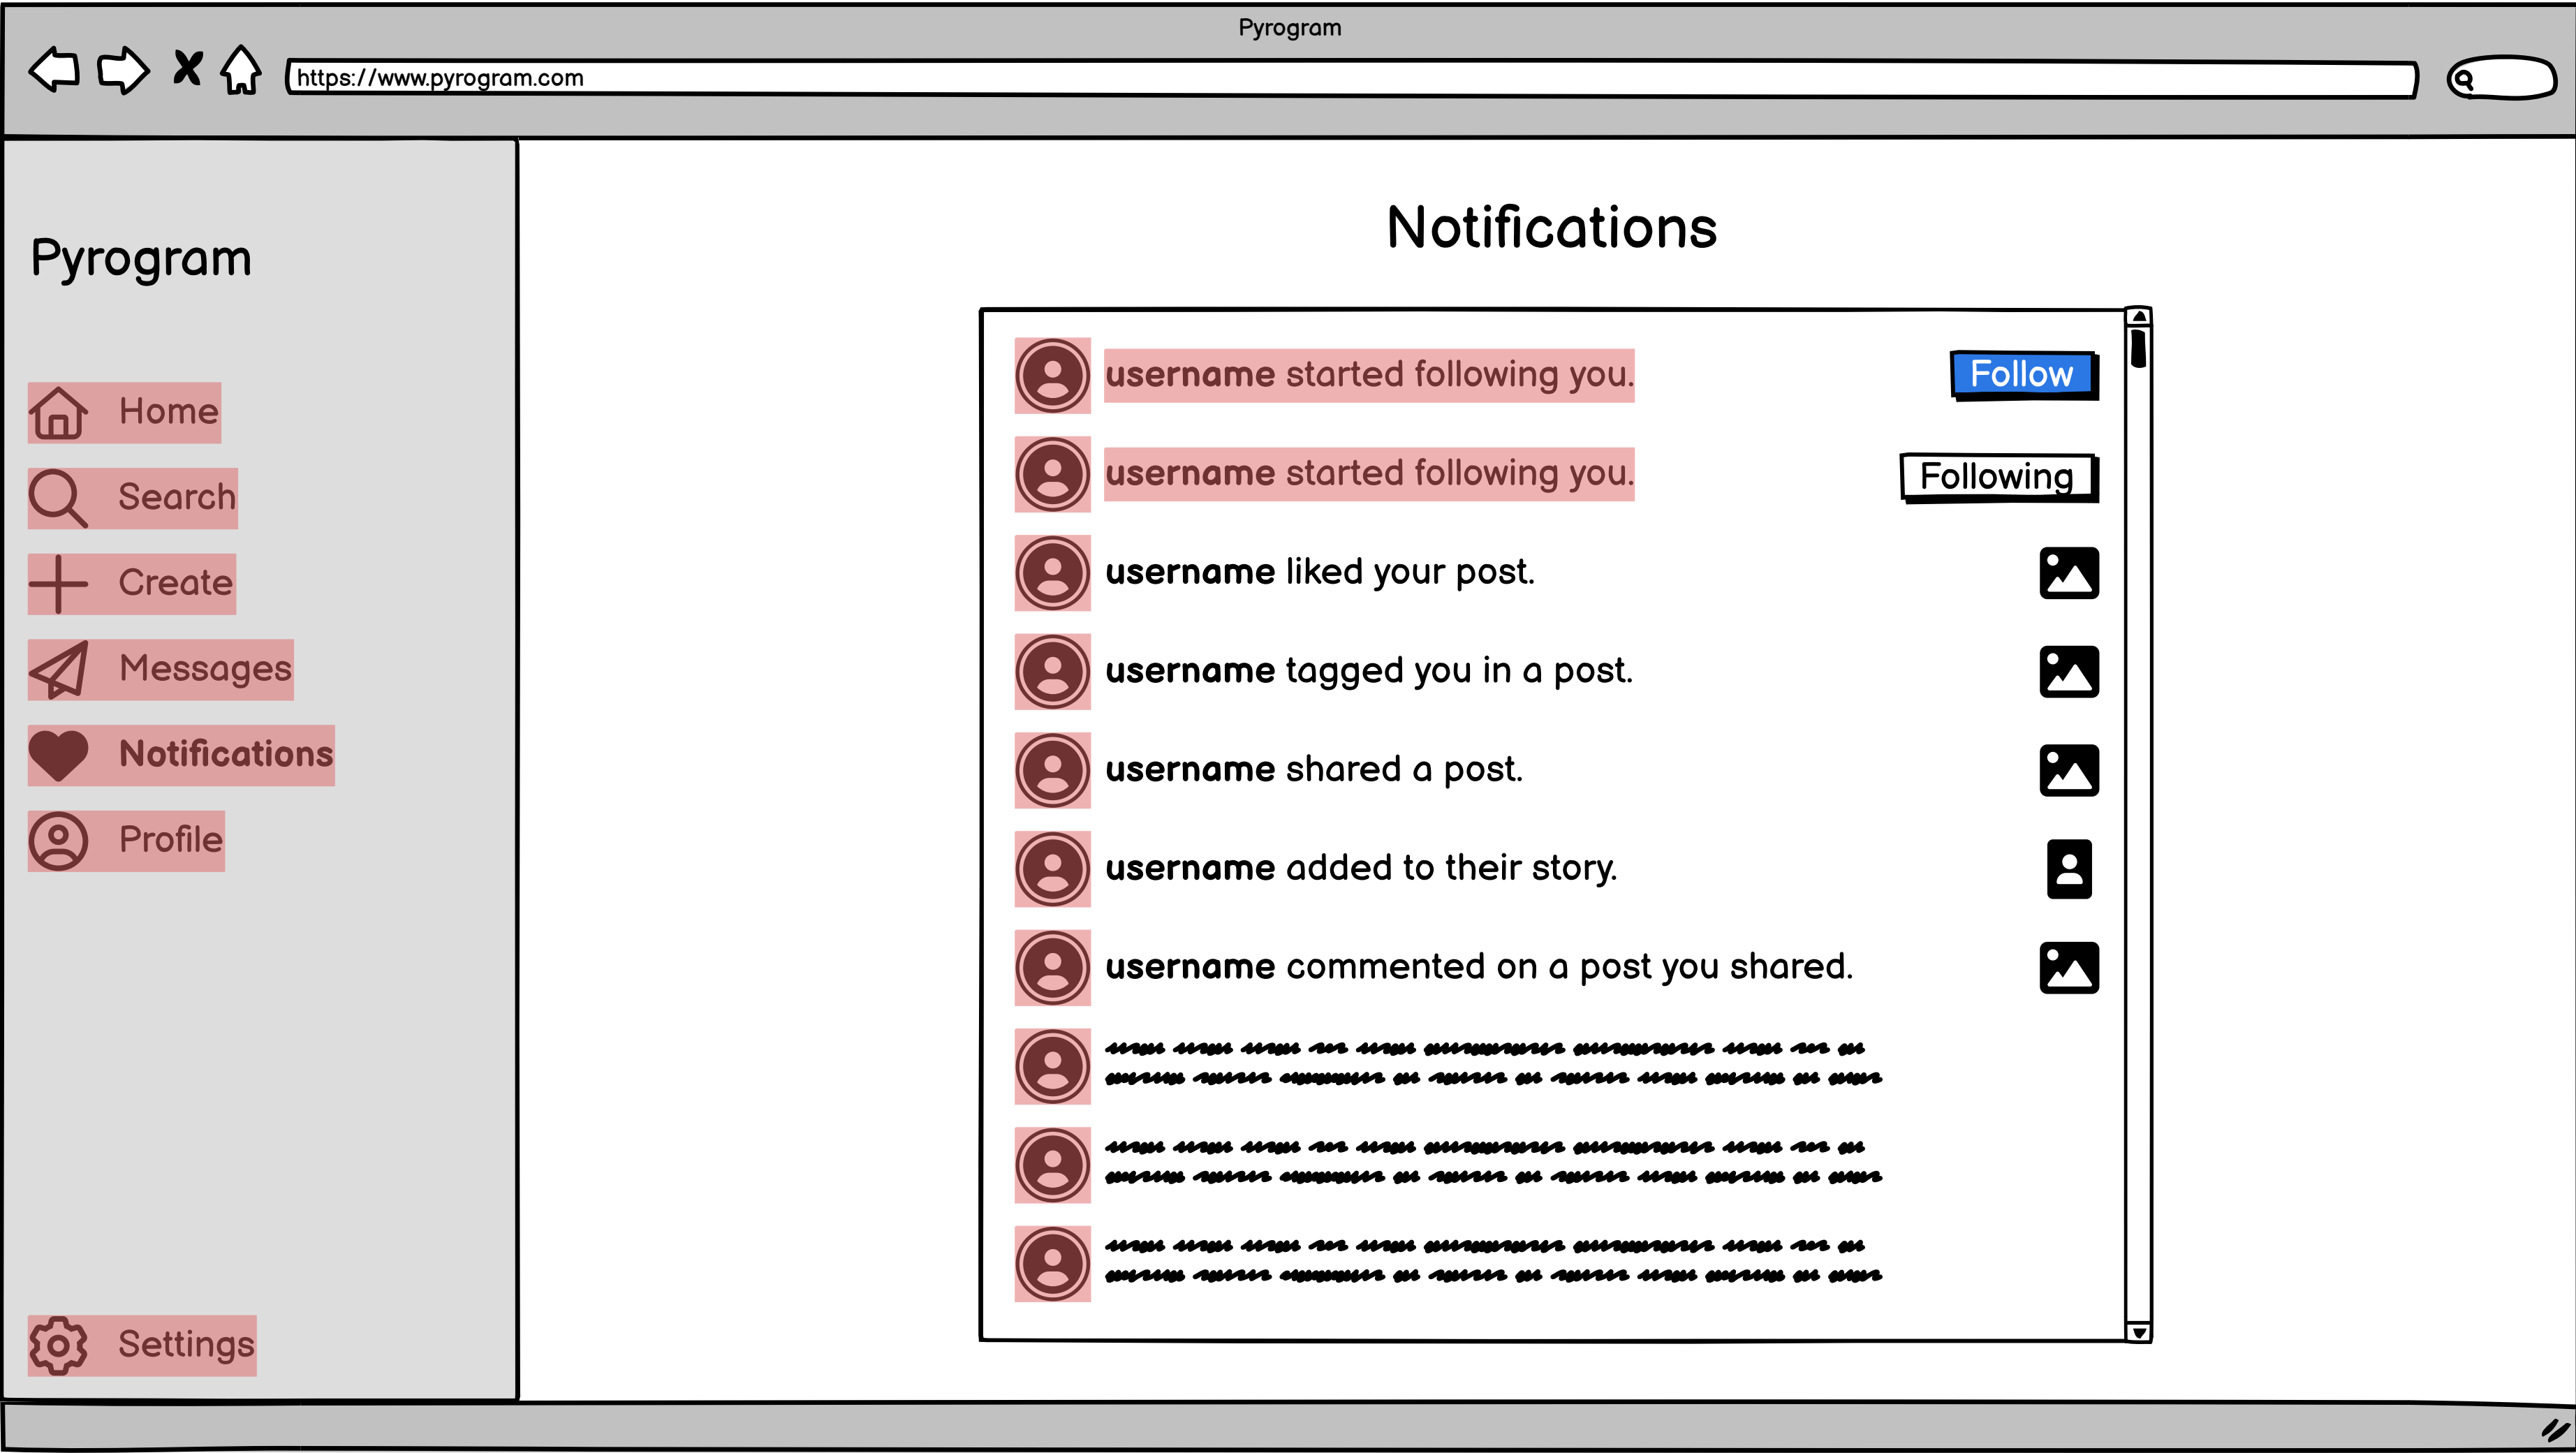 Pyrogram
https://www.pyrogram.com
Pyrogram
Home
Search
Create
Messages
Notifications
Profile
Settings
Notifications
username started following you.
Follow
username started following you.
Following
username liked your post.
username tagged you in a post.
username shared a post.
username added to their story.
username commented on a post you shared.